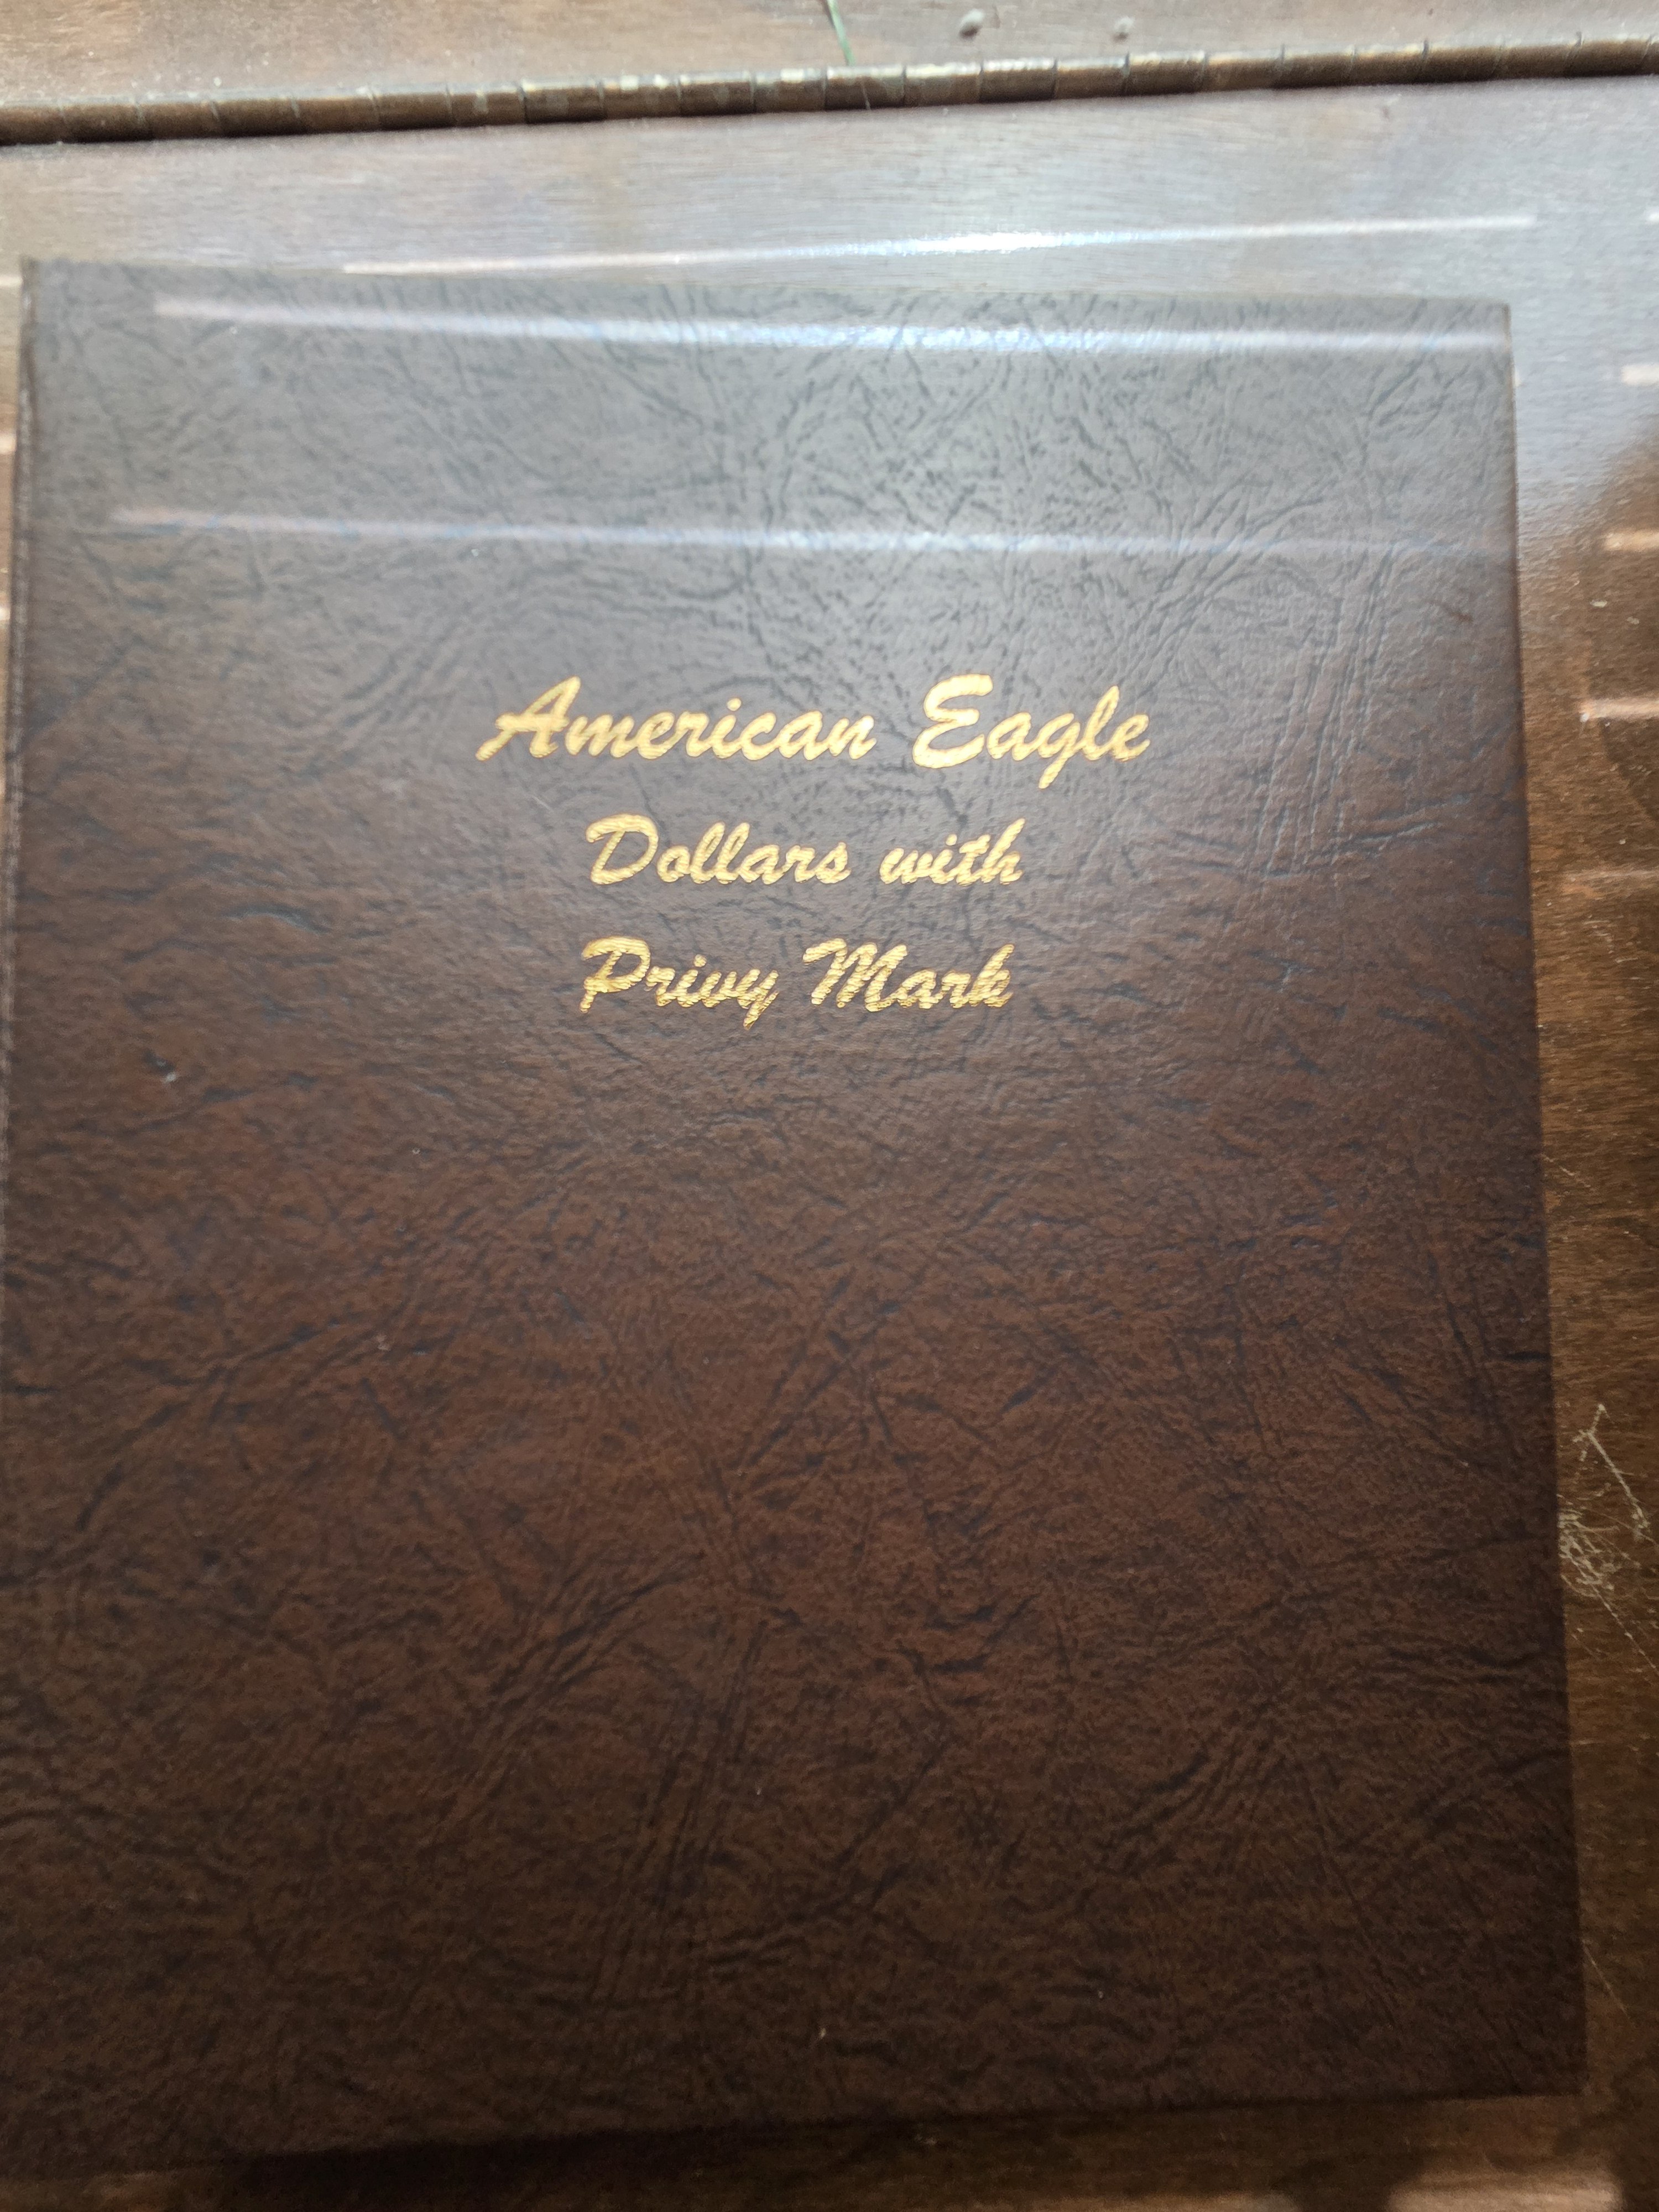 American Eagle
Dollars with
Privy Mark